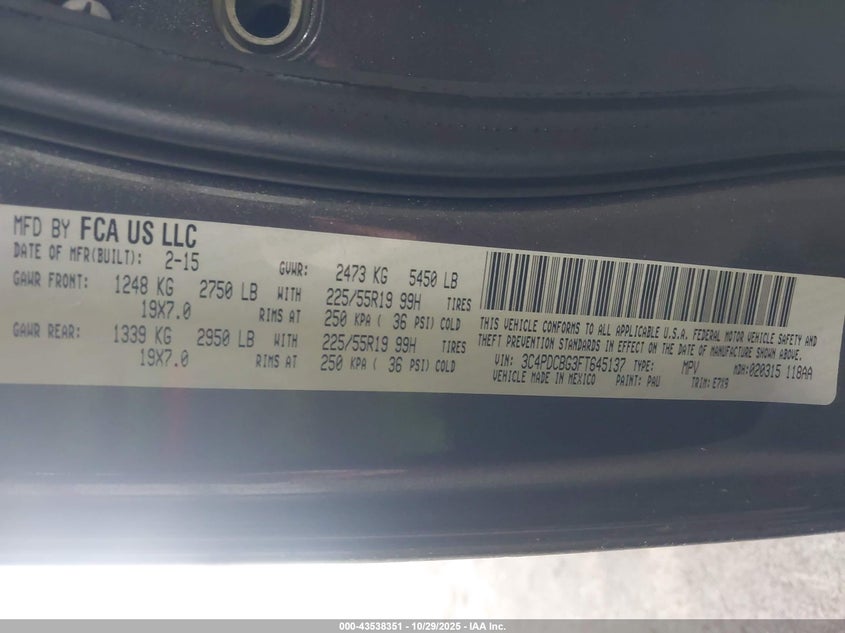 MFD BY FCA US LLC
DATE OF MFR(BUILT): 2-15 GVWR: 2473 KG 5450 LB
GAWR FRONT: 1248 KG 2750 LB WITH 225/55R19 99H TIRES
19X7.0 RIMS AT 250 KPA ( 36 PSI) COLD
GAWR REAR: 1339 KG 2950 LB WITH 225/55R19 99H TIRES
19X7.0 RIMS AT 250 KPA ( 36 PSI) COLD
THIS VEHICLE CONFORMS TO ALL APPLICABLE U.S.A. FEDERAL MOTOR VEHICLE SAFETY AND
THEFT PREVENTION STANDARDS IN EFFECT ON THE DATE OF MANUFACTURE SHOWN ABOVE.
VIN: 3C4PDCBG3FT645137 TYPE: MPV MDH:020315 118AA
VEHICLE MADE IN MEXICO PAINT: PAU TRIM: E7X9
000-43538351 | 10/29/2025 | IAA Inc.